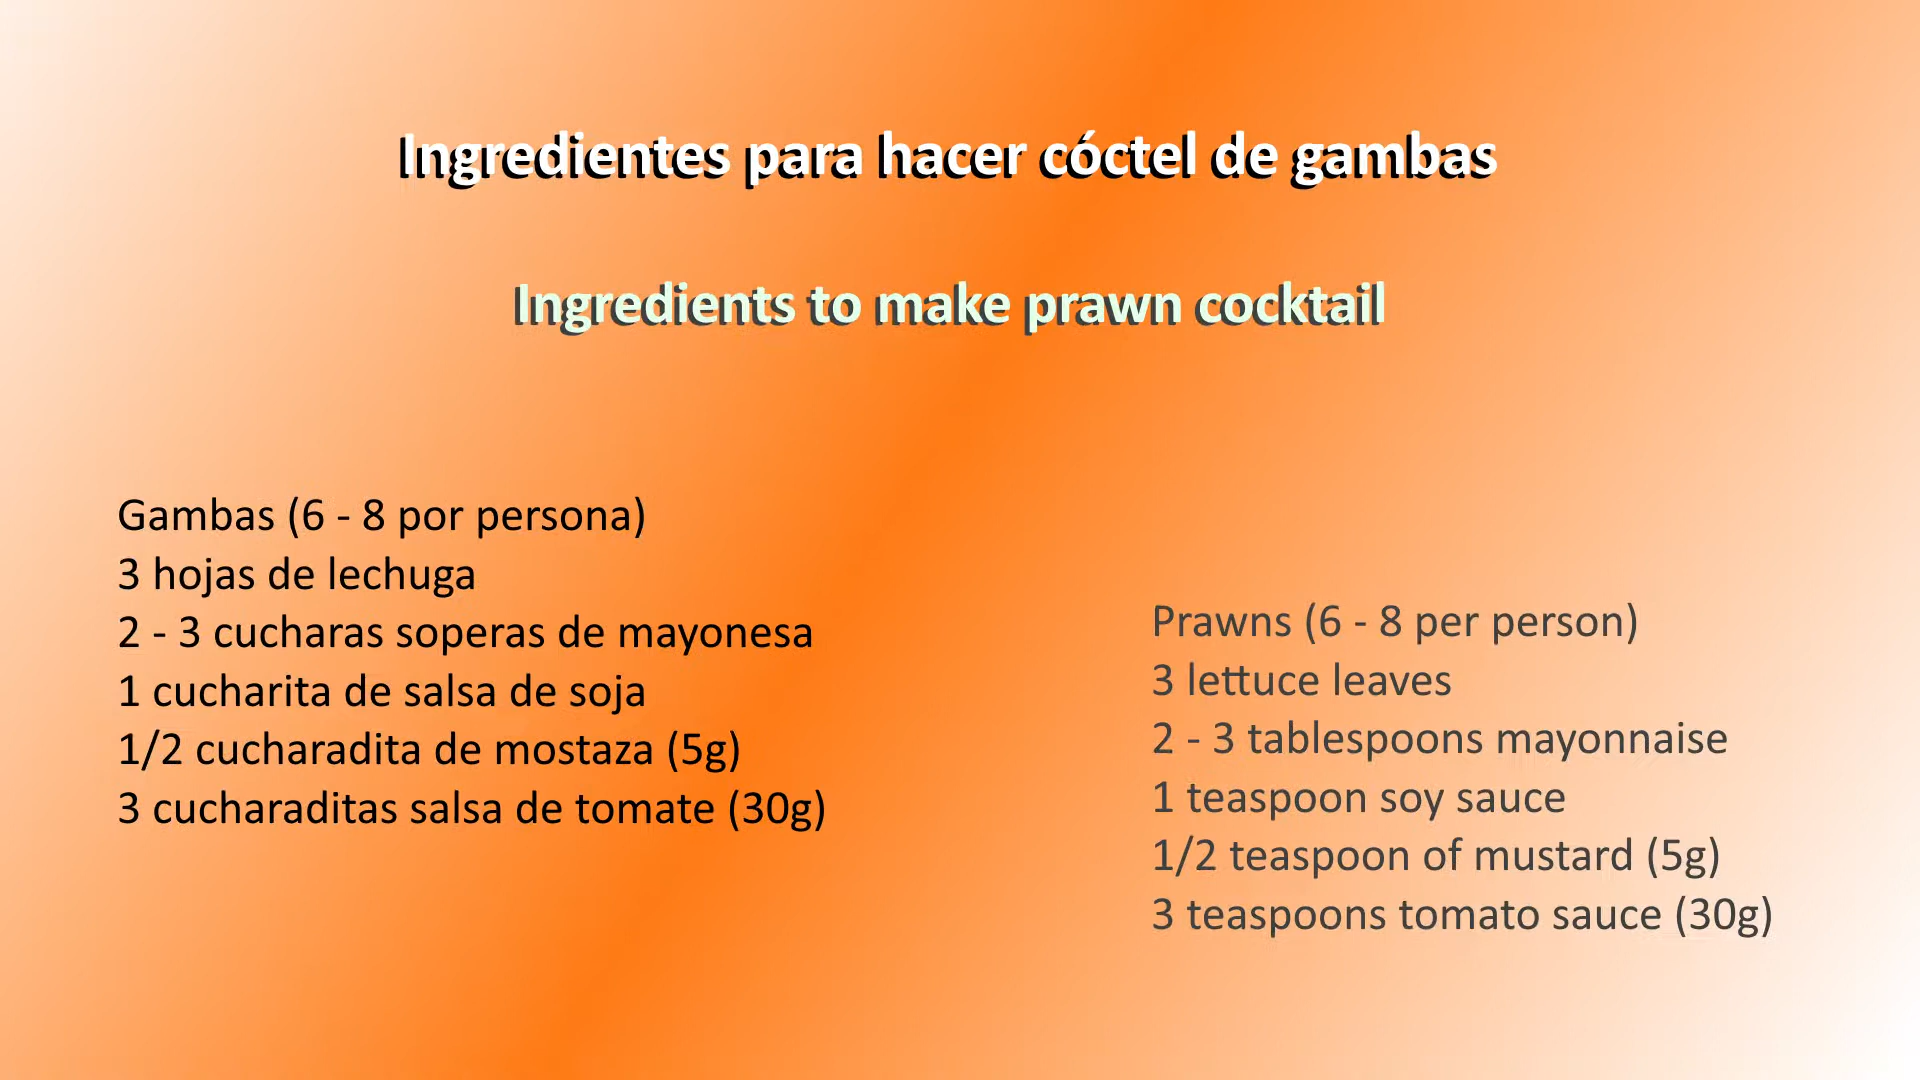 Ingredientes para hacer cóctel de gambas
Ingredients to make prawn cocktail
Gambas (6 - 8 por persona)
3 hojas de lechuga
2 - 3 cucharas soperas de mayonesa
1 cucharita de salsa de soja
1/2 cucharadita de mostaza (5g)
3 cucharaditas salsa de tomate (30g)
Prawns (6 - 8 per person)
3 lettuce leaves
2 - 3 tablespoons mayonnaise
1 teaspoon soy sauce
1/2 teaspoon of mustard (5g)
3 teaspoons tomato sauce (30g)